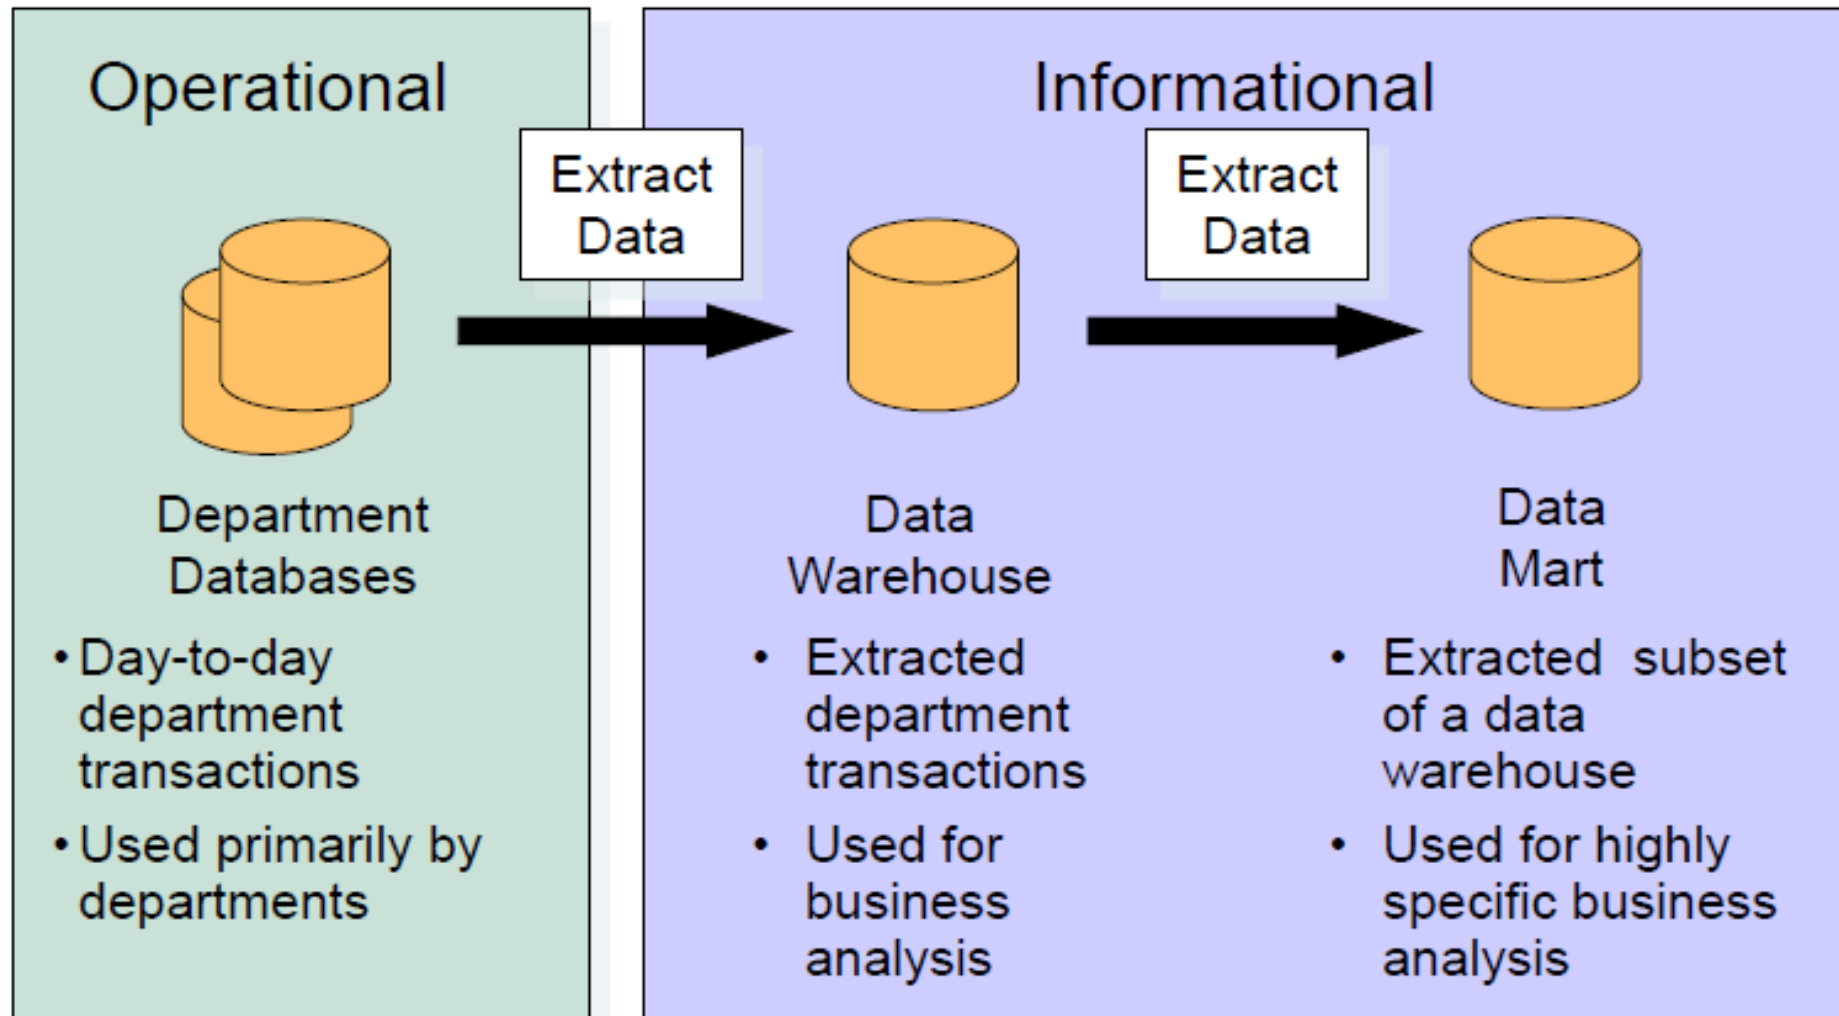 Operational
Extract
Data
Department
Databases
• Day-to-day
department
transactions
• Used primarily by
departments
Informational
Extract
Data
Data
Warehouse
• Extracted
department
transactions
• Used for
business
analysis
Data
Mart
• Extracted subset
of a data
warehouse
• Used for highly
specific business
analysis